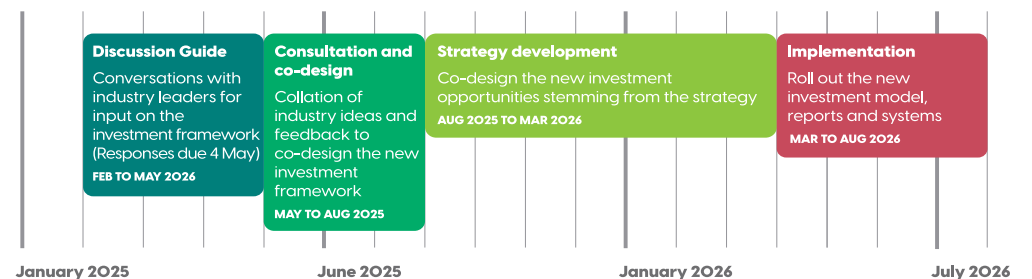 Discussion Guide
Conversations with
industry leaders for
input on the
investment framework
(Responses due 4 May)
FEB TO MAY 2026
Consultation and
co-design
Collation of
industry ideas and
feedback to
co-design the new
investment
framework
MAY TO AUG 2025
Strategy development
Co-design the new investment
opportunities stemming from the strategy
AUG 2025 TO MAR 2026
Implementation
Roll out the new
investment model,
reports and systems
MAR TO AUG 2026
January 2025
June 2025
January 2026
July 2026